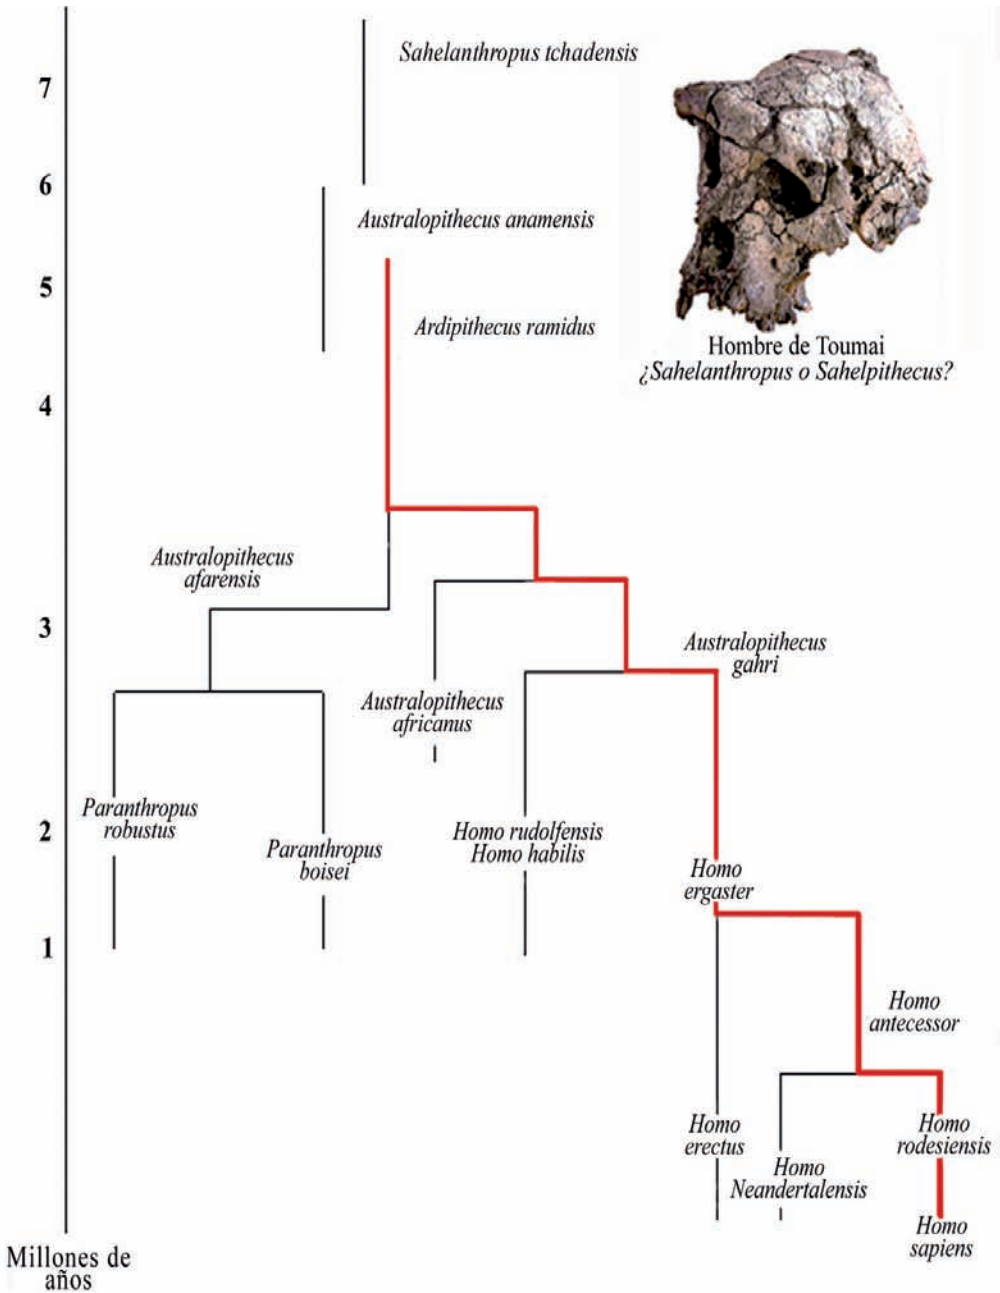 Sahelanthropus tchadensis
7
6
Australopithecus anamensis
5
Ardipithecus ramidus
Hombre de Toumai
¿Sahelanthropus o Sahelpithecus?
4
Australopithecus
afarensis
3
Australopithecus
gahri
Australopithecus
africanus
Paranthropus
robustus
2
Homo rudolfensis
Homo habilis
Paranthropus
boisei
Homo
ergaster
1
Homo
antecessor
Homo
erectus
Homo
rodesiensis
Homo
Neandertalensis
Homo
sapiens
Millones de
años